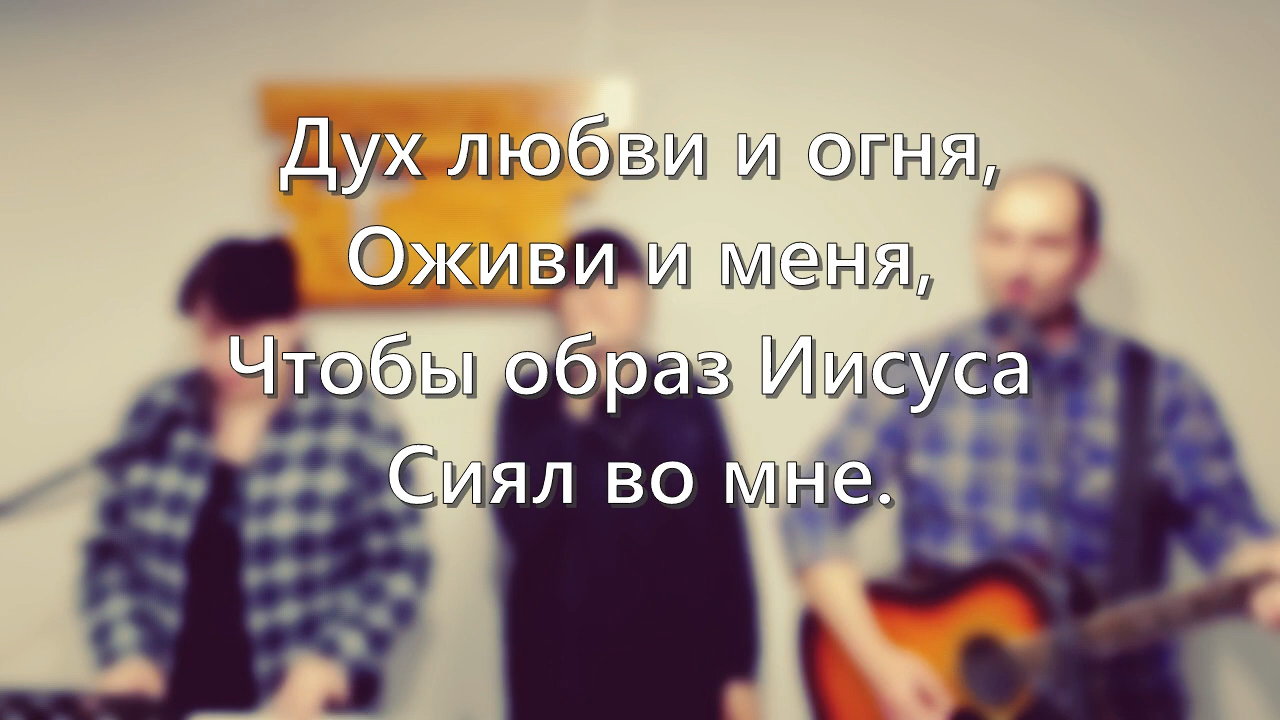 Дух любви и огня,
Оживи и меня,
Чтобы образ Иисуса
Сиял во мне.